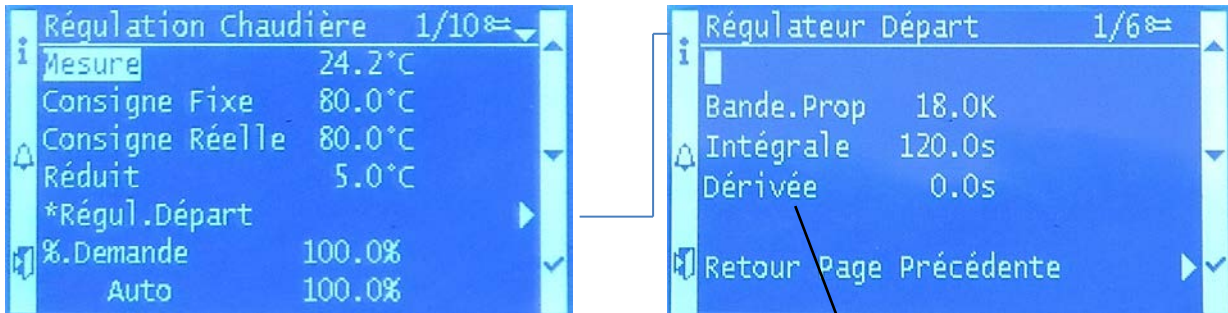 Régulation Chaudière 1/10
Mesure 24.2°C
Consigne Fixe 80.0°C
Consigne Réelle 80.0°C
Réduit 5.0°C
*Régul.Départ
%.Demande 100.0%
Auto 100.0%
Régulateur Départ 1/6
Bande.Prop 18.0K
Intégrale 120.0s
Dérivée 0.0s
Retour Page Précédente